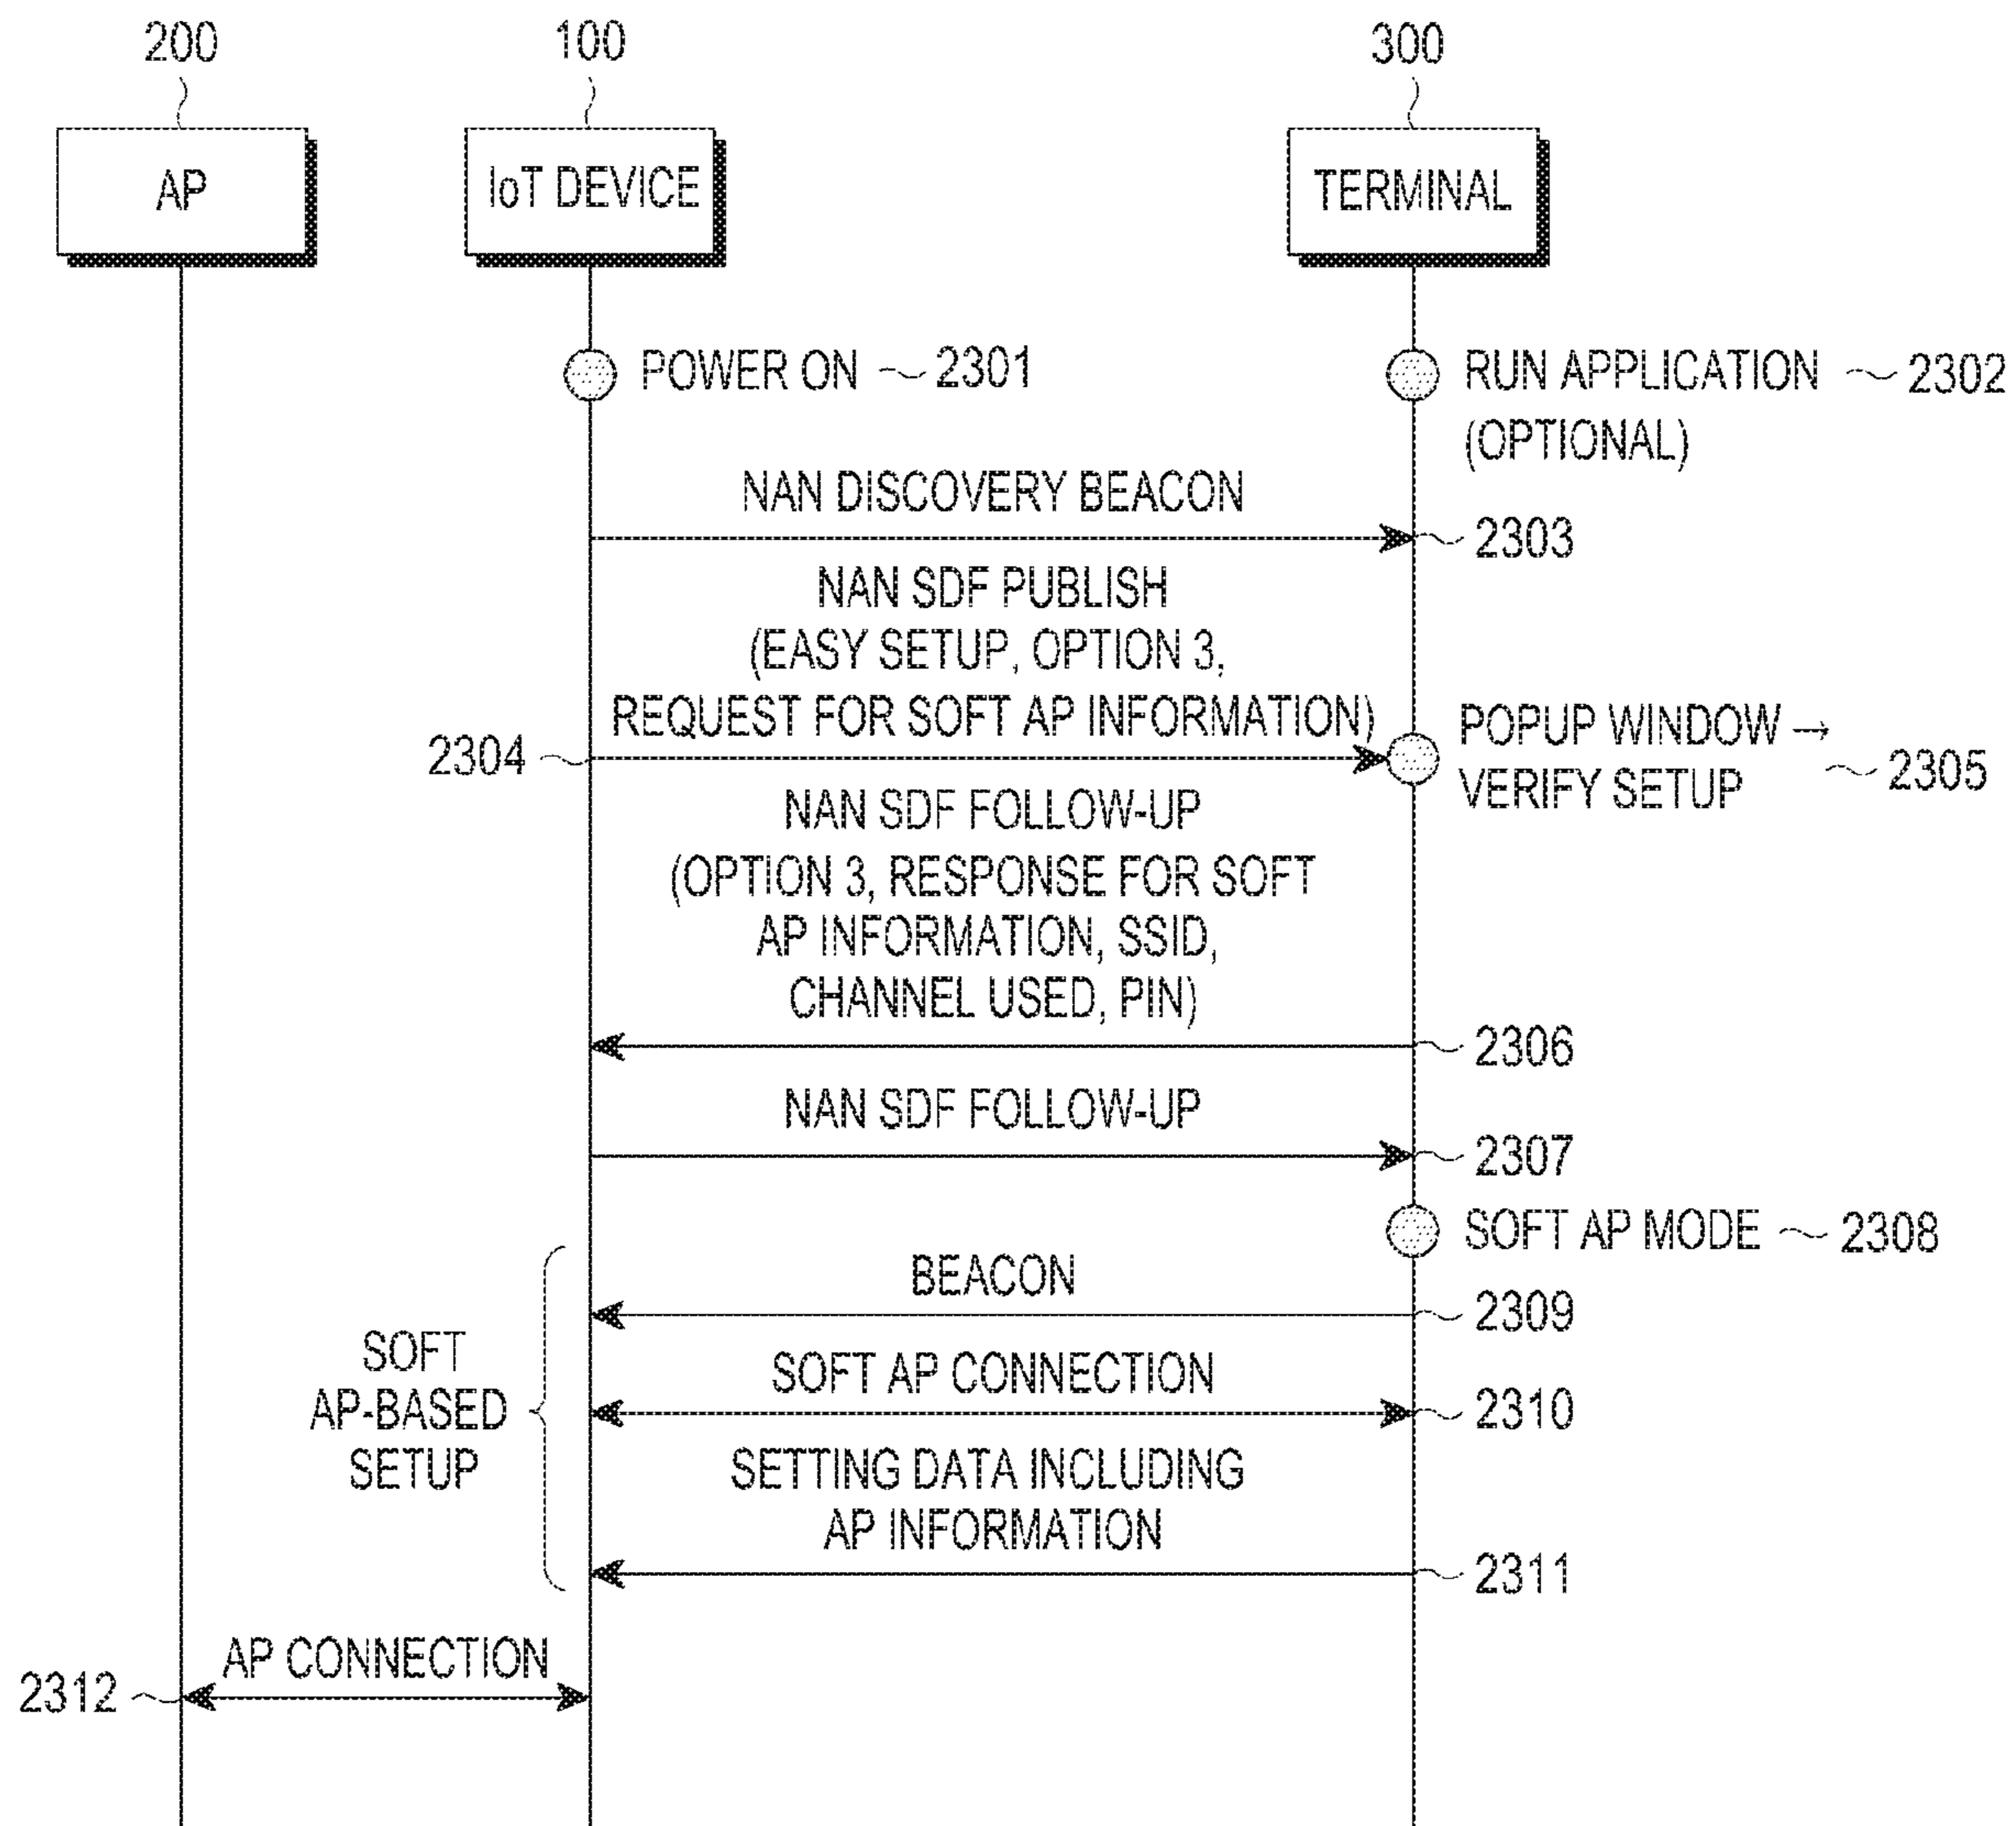 200
100
300
AP
IoT DEVICE
TERMINAL
POWER ON
2301
RUN APPLICATION
(OPTIONAL)
2302
NAN DISCOVERY BEACON
2303
NAN SDF PUBLISH
(EASY SETUP, OPTION 3,
REQUEST FOR SOFT AP INFORMATION)
2304
POPUP WINDOW →
VERIFY SETUP
2305
NAN SDF FOLLOW-UP
(OPTION 3, RESPONSE FOR SOFT
AP INFORMATION, SSID,
CHANNEL USED, PIN)
2306
NAN SDF FOLLOW-UP
2307
SOFT AP MODE
2308
BEACON
2309
SOFT
AP-BASED
SETUP
SOFT AP CONNECTION
2310
SETTING DATA INCLUDING
AP INFORMATION
2311
AP CONNECTION
2312